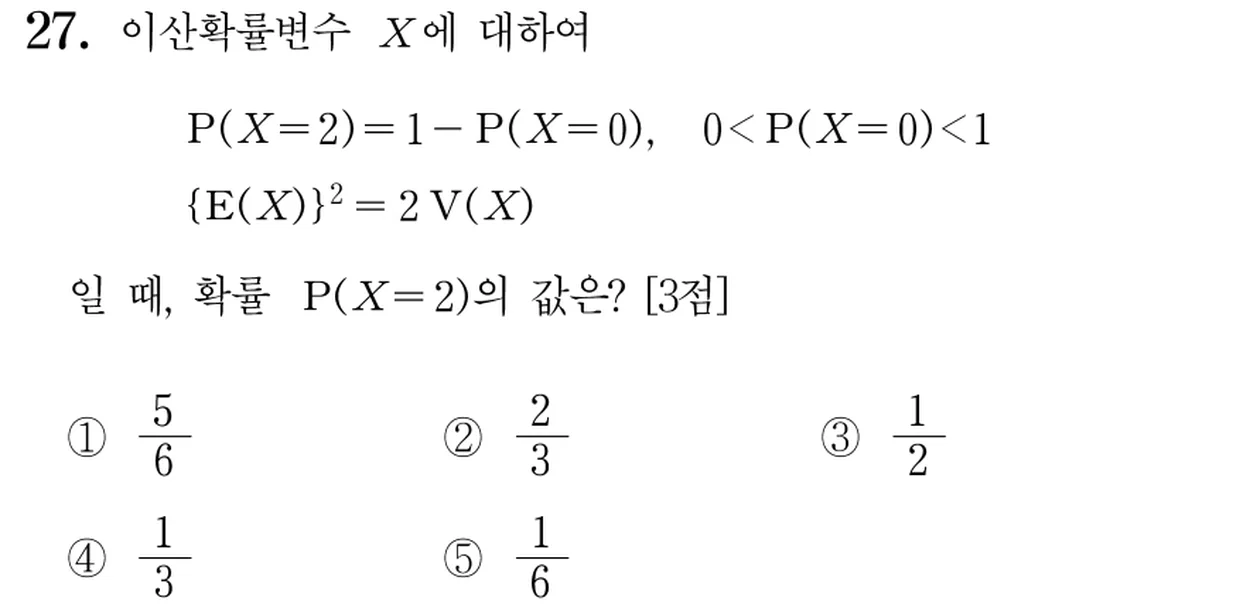 27. 이산확률변수 X에 대하여
P(X=2)=1-P(X=0), 0<P(X=0)<1
{E(X)}²=2V(X)
일 때, 확률 P(X=2)의 값은? [3점]
① 5/6 ② 2/3 ③ 1/2
④ 1/3 ⑤ 1/6